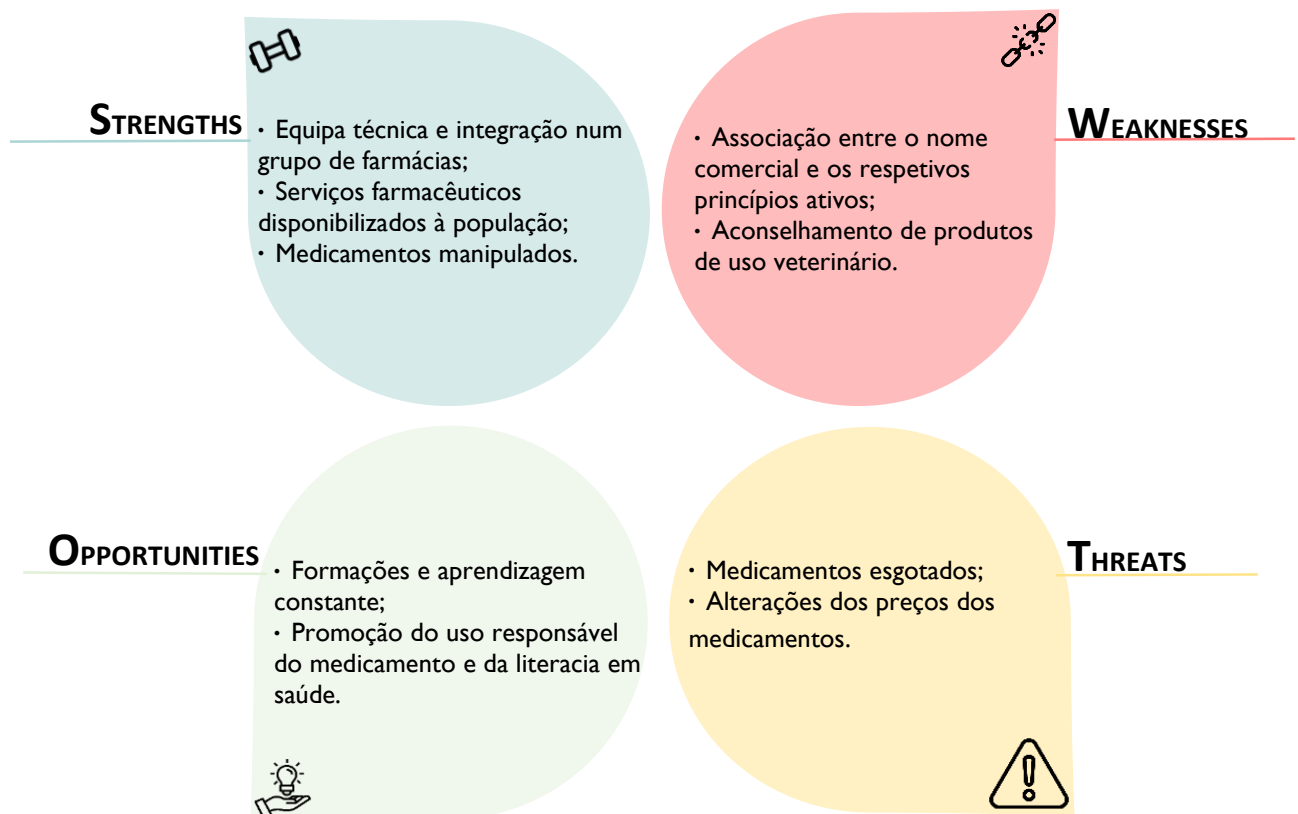 STRENGTHS
· Equipa técnica e integração num
grupo de farmácias;
· Serviços farmacêuticos
disponibilizados à população;
· Medicamentos manipulados.
WEAKNESSES
· Associação entre o nome
comercial e os respetivos
princípios ativos;
· Aconselhamento de produtos
de uso veterinário.
OPPORTUNITIES
· Formações e aprendizagem
constante;
· Promoção do uso responsável
do medicamento e da literacia em
saúde.
THREATS
· Medicamentos esgotados;
· Alterações dos preços dos
medicamentos.